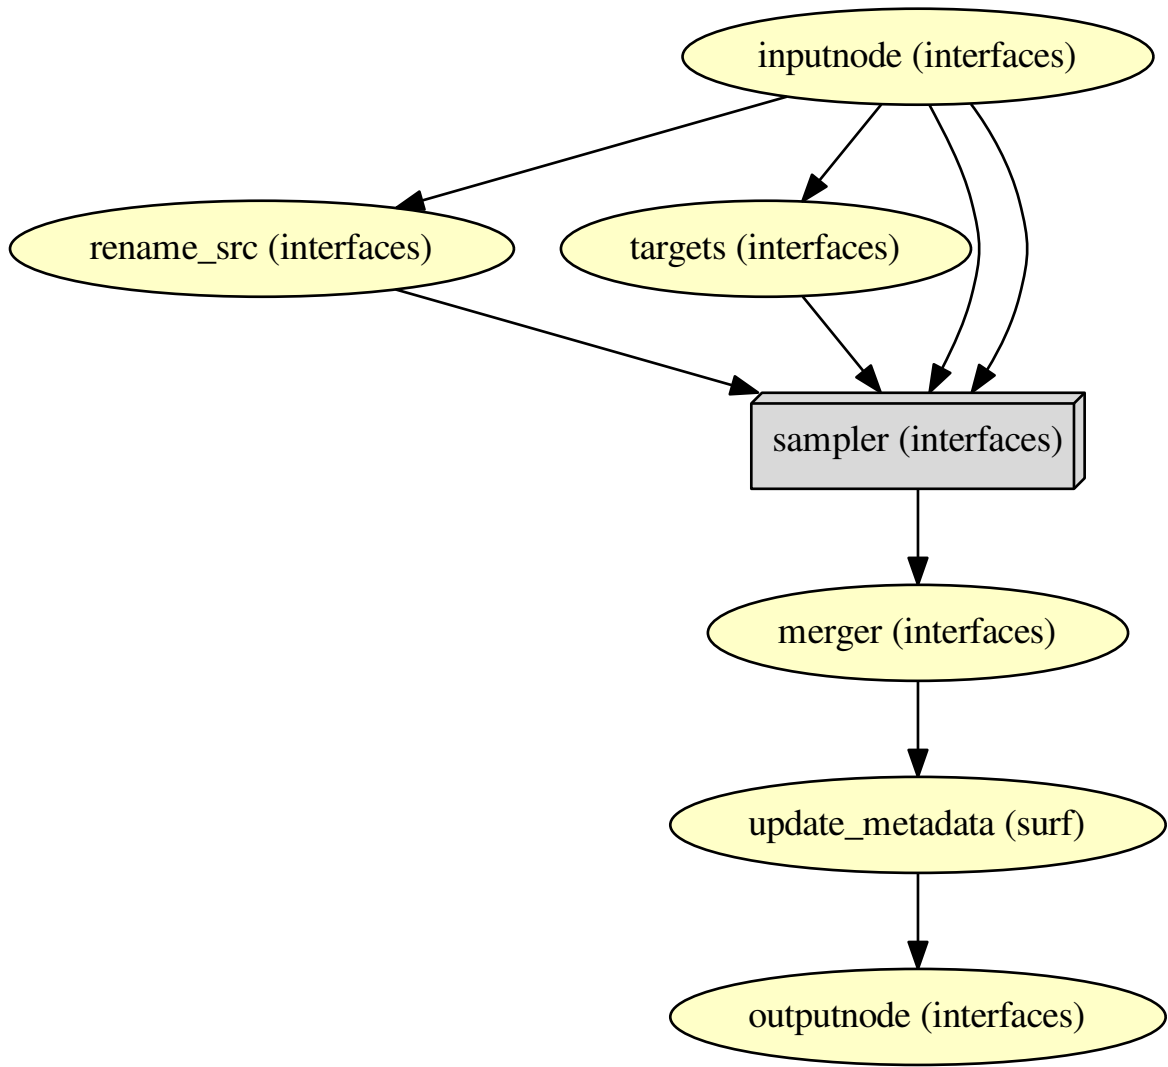 inputnode (interfaces)
rename_src (interfaces)
targets (interfaces)
sampler (interfaces)
merger (interfaces)
update_metadata (surf)
outputnode (interfaces)